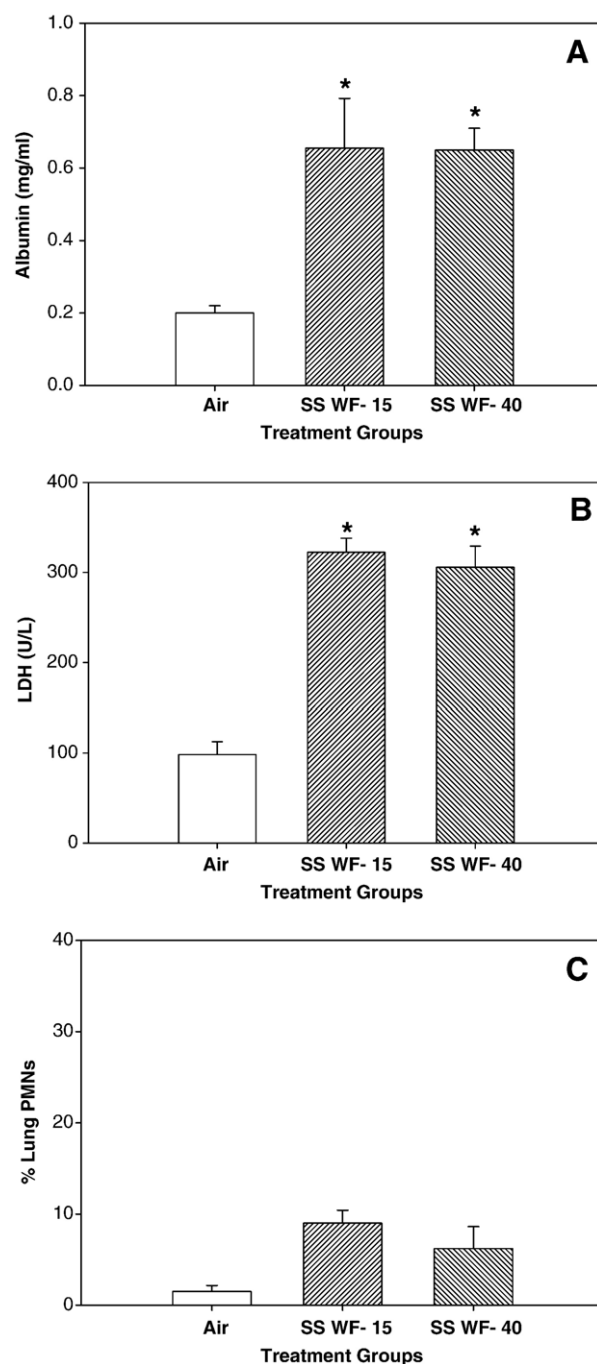 A
1.0
0.8
0.6
0.4
0.2
0.0
Albumin (mg/ml)
*
*
Air SS WF- 15 SS WF- 40
Treatment Groups
B
400
300
200
100
0
LDH (U/L)
*
*
Air SS WF- 15 SS WF- 40
Treatment Groups
C
40
30
20
10
0
% Lung PMNs
Air SS WF- 15 SS WF- 40
Treatment Groups